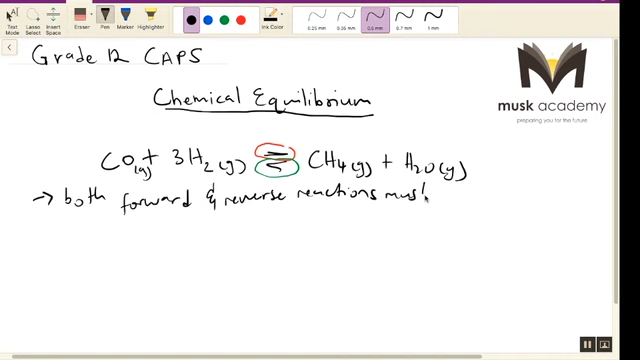 Text Mode
Lasso Select
Insert Space
Eraser
Pen
Marker
Highlighter
Ink/Color
0.25 mm
0.35 mm
0.5 mm
0.7 mm
1 mm
Grade 12 CAPS
musk academy
preparing you for the future
Chemical Equilibrium
CO(g) + 3H2(g) ⇌ CH4(g) + H2O(g)
→ both forward & reverse reactions must